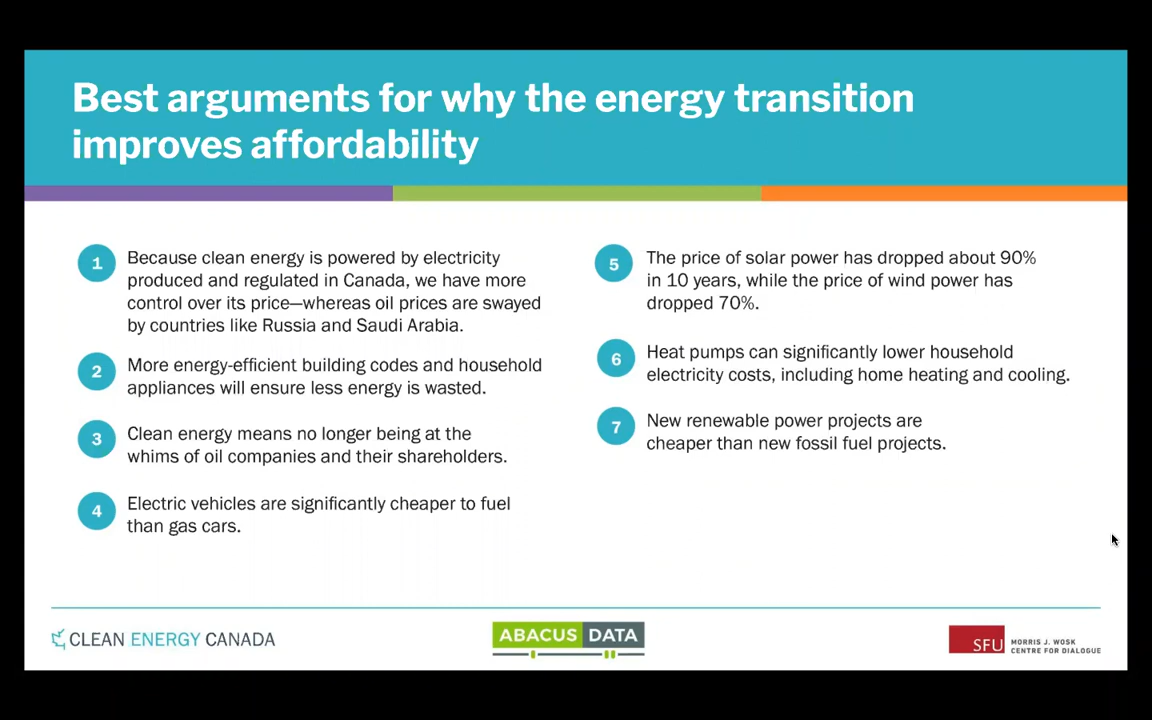 Best arguments for why the energy transition
improves affordability
1
Because clean energy is powered by electricity
produced and regulated in Canada, we have more
control over its price—whereas oil prices are swayed
by countries like Russia and Saudi Arabia.
2
More energy-efficient building codes and household
appliances will ensure less energy is wasted.
3
Clean energy means no longer being at the
whims of oil companies and their shareholders.
4
Electric vehicles are significantly cheaper to fuel
than gas cars.
5
The price of solar power has dropped about 90%
in 10 years, while the price of wind power has
dropped 70%.
6
Heat pumps can significantly lower household
electricity costs, including home heating and cooling.
7
New renewable power projects are
cheaper than new fossil fuel projects.
CLEAN ENERGY CANADA
ABACUS DATA
SFU
MORRIS J. WOSK
CENTRE FOR DIALOGUE